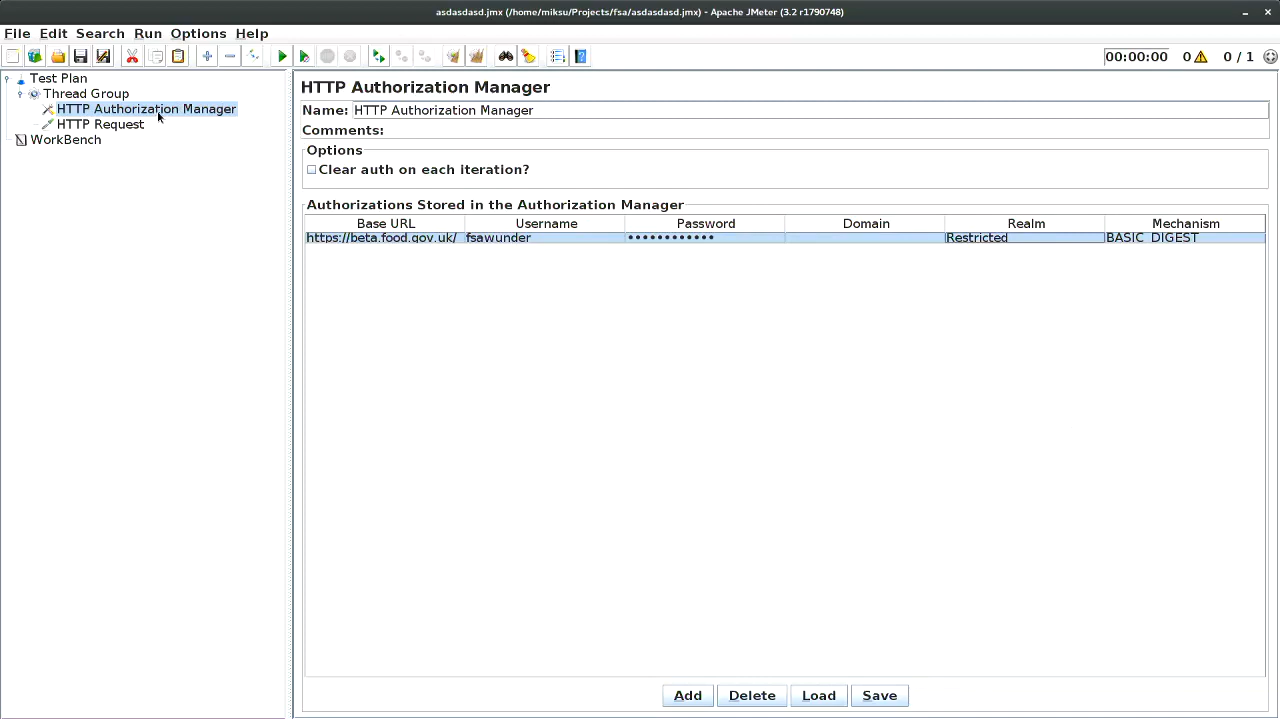 asdasdasd.jmx (/home/miksu/Projects/fsa/asdasdasd.jmx) - Apache JMeter (3.2 r1790748)
File Edit Search Run Options Help
00:00:00 0 0 / 1
Test Plan
Thread Group
HTTP Authorization Manager
HTTP Request
WorkBench
HTTP Authorization Manager
Name: HTTP Authorization Manager
Comments:
Options
Clear auth on each iteration?
Authorizations Stored in the Authorization Manager
Base URL Username Password Domain Realm Mechanism
https://beta.food.gov.uk/ fsawunder •••••••••••• Restricted BASIC_DIGEST
Add Delete Load Save